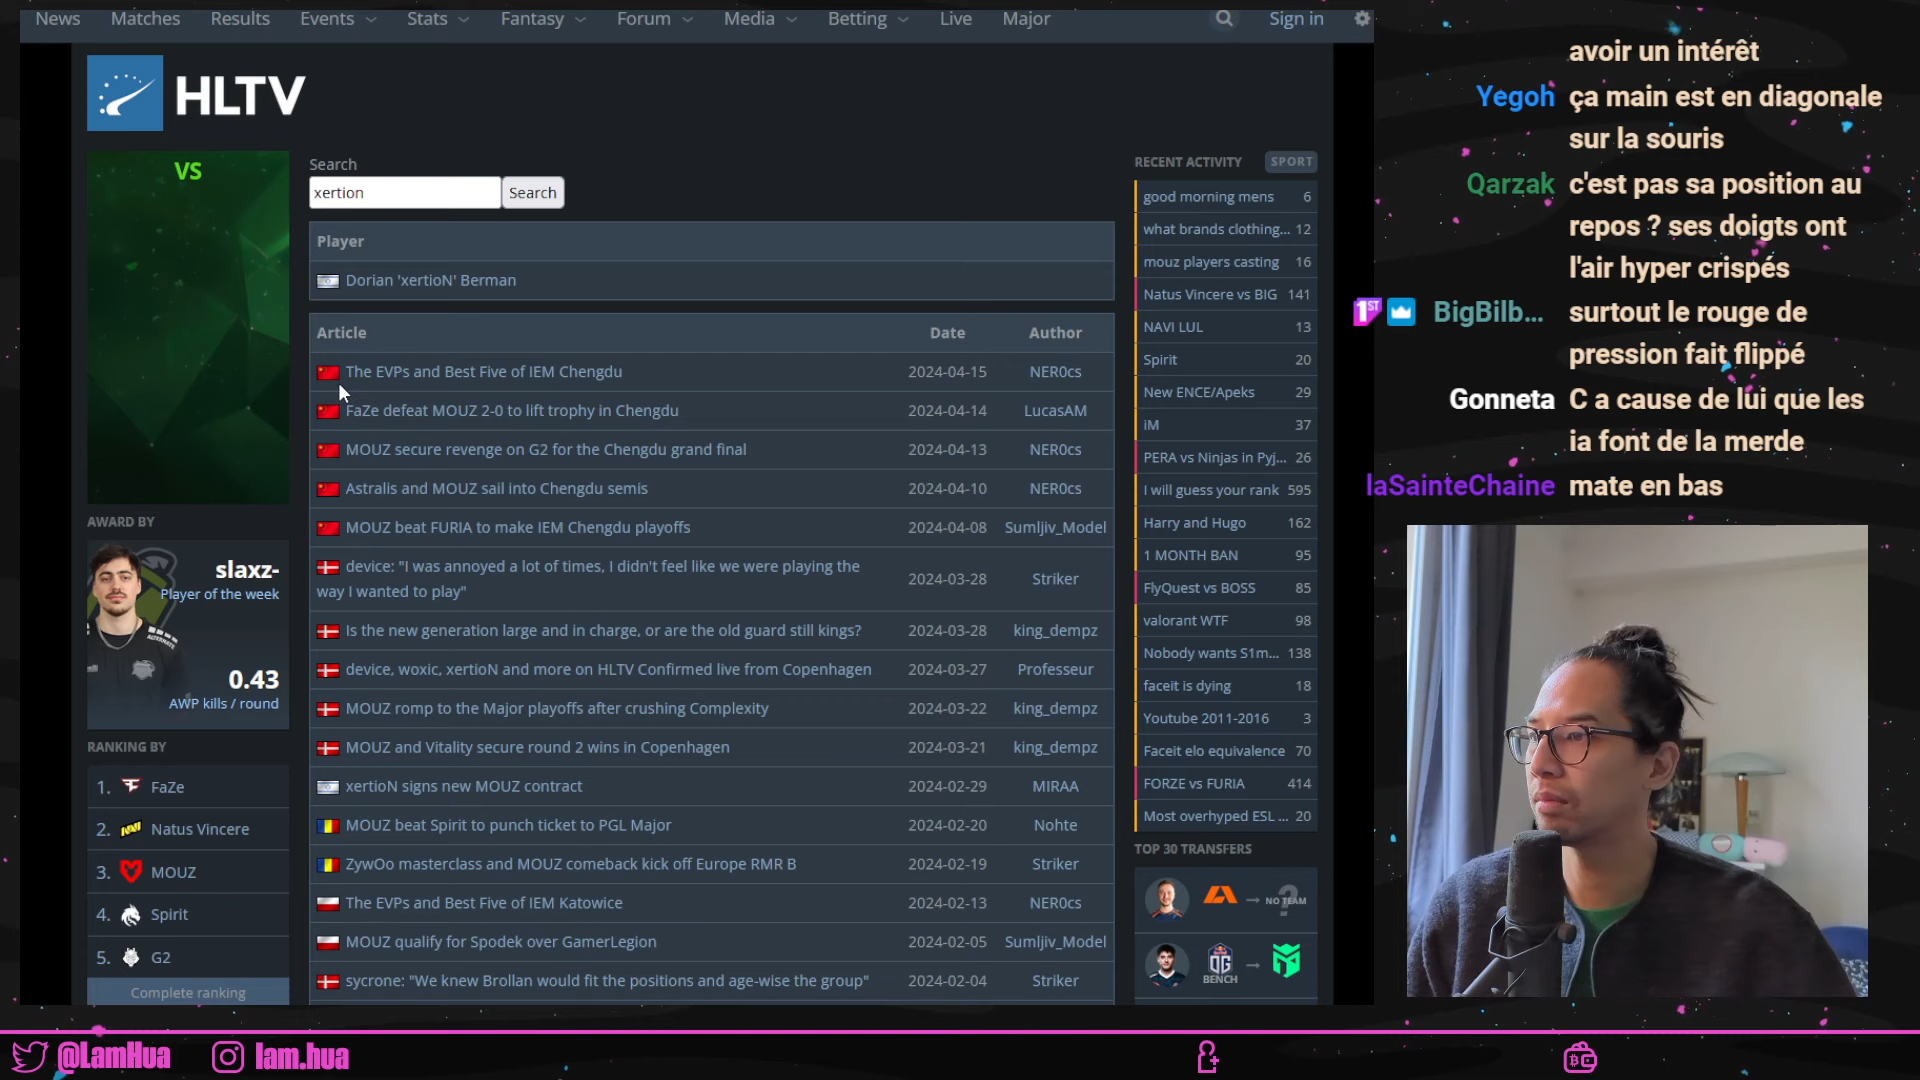 News Matches Results Events Stats Fantasy Forum Media Betting Live Major Sign in
HLTV
VS
Search
xertion Search
Player
Dorian 'xertioN' Berman
Article Date Author
The EVPs and Best Five of IEM Chengdu 2024-04-15 NER0cs
FaZe defeat MOUZ 2-0 to lift trophy in Chengdu 2024-04-14 LucasAM
MOUZ secure revenge on G2 for the Chengdu grand final 2024-04-13 NER0cs
Astralis and MOUZ sail into Chengdu semis 2024-04-10 NER0cs
MOUZ beat FURIA to make IEM Chengdu playoffs 2024-04-08 Sumljiv_Model
device: "I was annoyed a lot of times, I didn't feel like we were playing the
way I wanted to play" 2024-03-28 Striker
Is the new generation large and in charge, or are the old guard still kings? 2024-03-28 king_dempz
device, woxic, xertioN and more on HLTV Confirmed live from Copenhagen 2024-03-27 Professeur
MOUZ romp to the Major playoffs after crushing Complexity 2024-03-22 king_dempz
MOUZ and Vitality secure round 2 wins in Copenhagen 2024-03-21 king_dempz
xertioN signs new MOUZ contract 2024-02-29 MIRAA
MOUZ beat Spirit to punch ticket to PGL Major 2024-02-20 Nohte
ZywOo masterclass and MOUZ comeback kick off Europe RMR B 2024-02-19 Striker
The EVPs and Best Five of IEM Katowice 2024-02-13 NER0cs
MOUZ qualify for Spodek over GamerLegion 2024-02-05 Sumljiv_Model
sycrone: "We knew Brollan would fit the positions and age-wise the group" 2024-02-04 Striker
AWARD BY
slaxz-
Player of the week
0.43
AWP kills / round
RANKING BY
1. FaZe
2. Natus Vincere
3. MOUZ
4. Spirit
5. G2
Complete ranking
RECENT ACTIVITY SPORT
good morning mens 6
what brands clothing... 12
mouz players casting 16
Natus Vincere vs BIG 141
NAVI LUL 13
Spirit 20
New ENCE/Apeks 29
iM 37
PERA vs Ninjas in Pyj... 26
I will guess your rank 595
Harry and Hugo 162
1 MONTH BAN 95
FlyQuest vs BOSS 85
valorant WTF 98
Nobody wants S1m... 138
faceit is dying 18
Youtube 2011-2016 3
Faceit elo equivalence 70
FORZE vs FURIA 414
Most overhyped ESL ... 20
TOP 30 TRANSFERS
NO TEAM
OG
BENCH
avoir un intérêt
Yegoh ça main est en diagonale
sur la souris
Qarzak c'est pas sa position au
repos ? ses doigts ont
l'air hyper crispés
1ST BigBilb... surtout le rouge de
pression fait flippé
Gonneta C a cause de lui que les
ia font de la merde
laSainteChaine mate en bas
@LamHua lam.hua